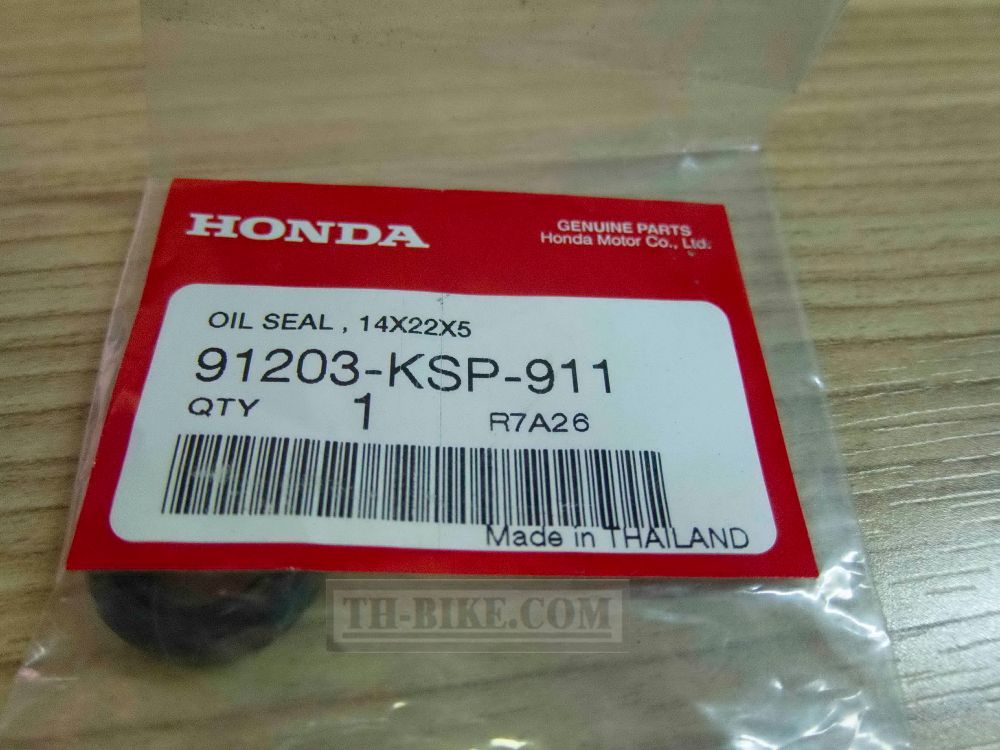 HONDA
GENUINE PARTS
Honda Motor Co., Ltd.
OIL SEAL , 14X22X5
91203-KSP-911
QTY 1 R7A26
Made in THAILAND
TH-BIKE.COM